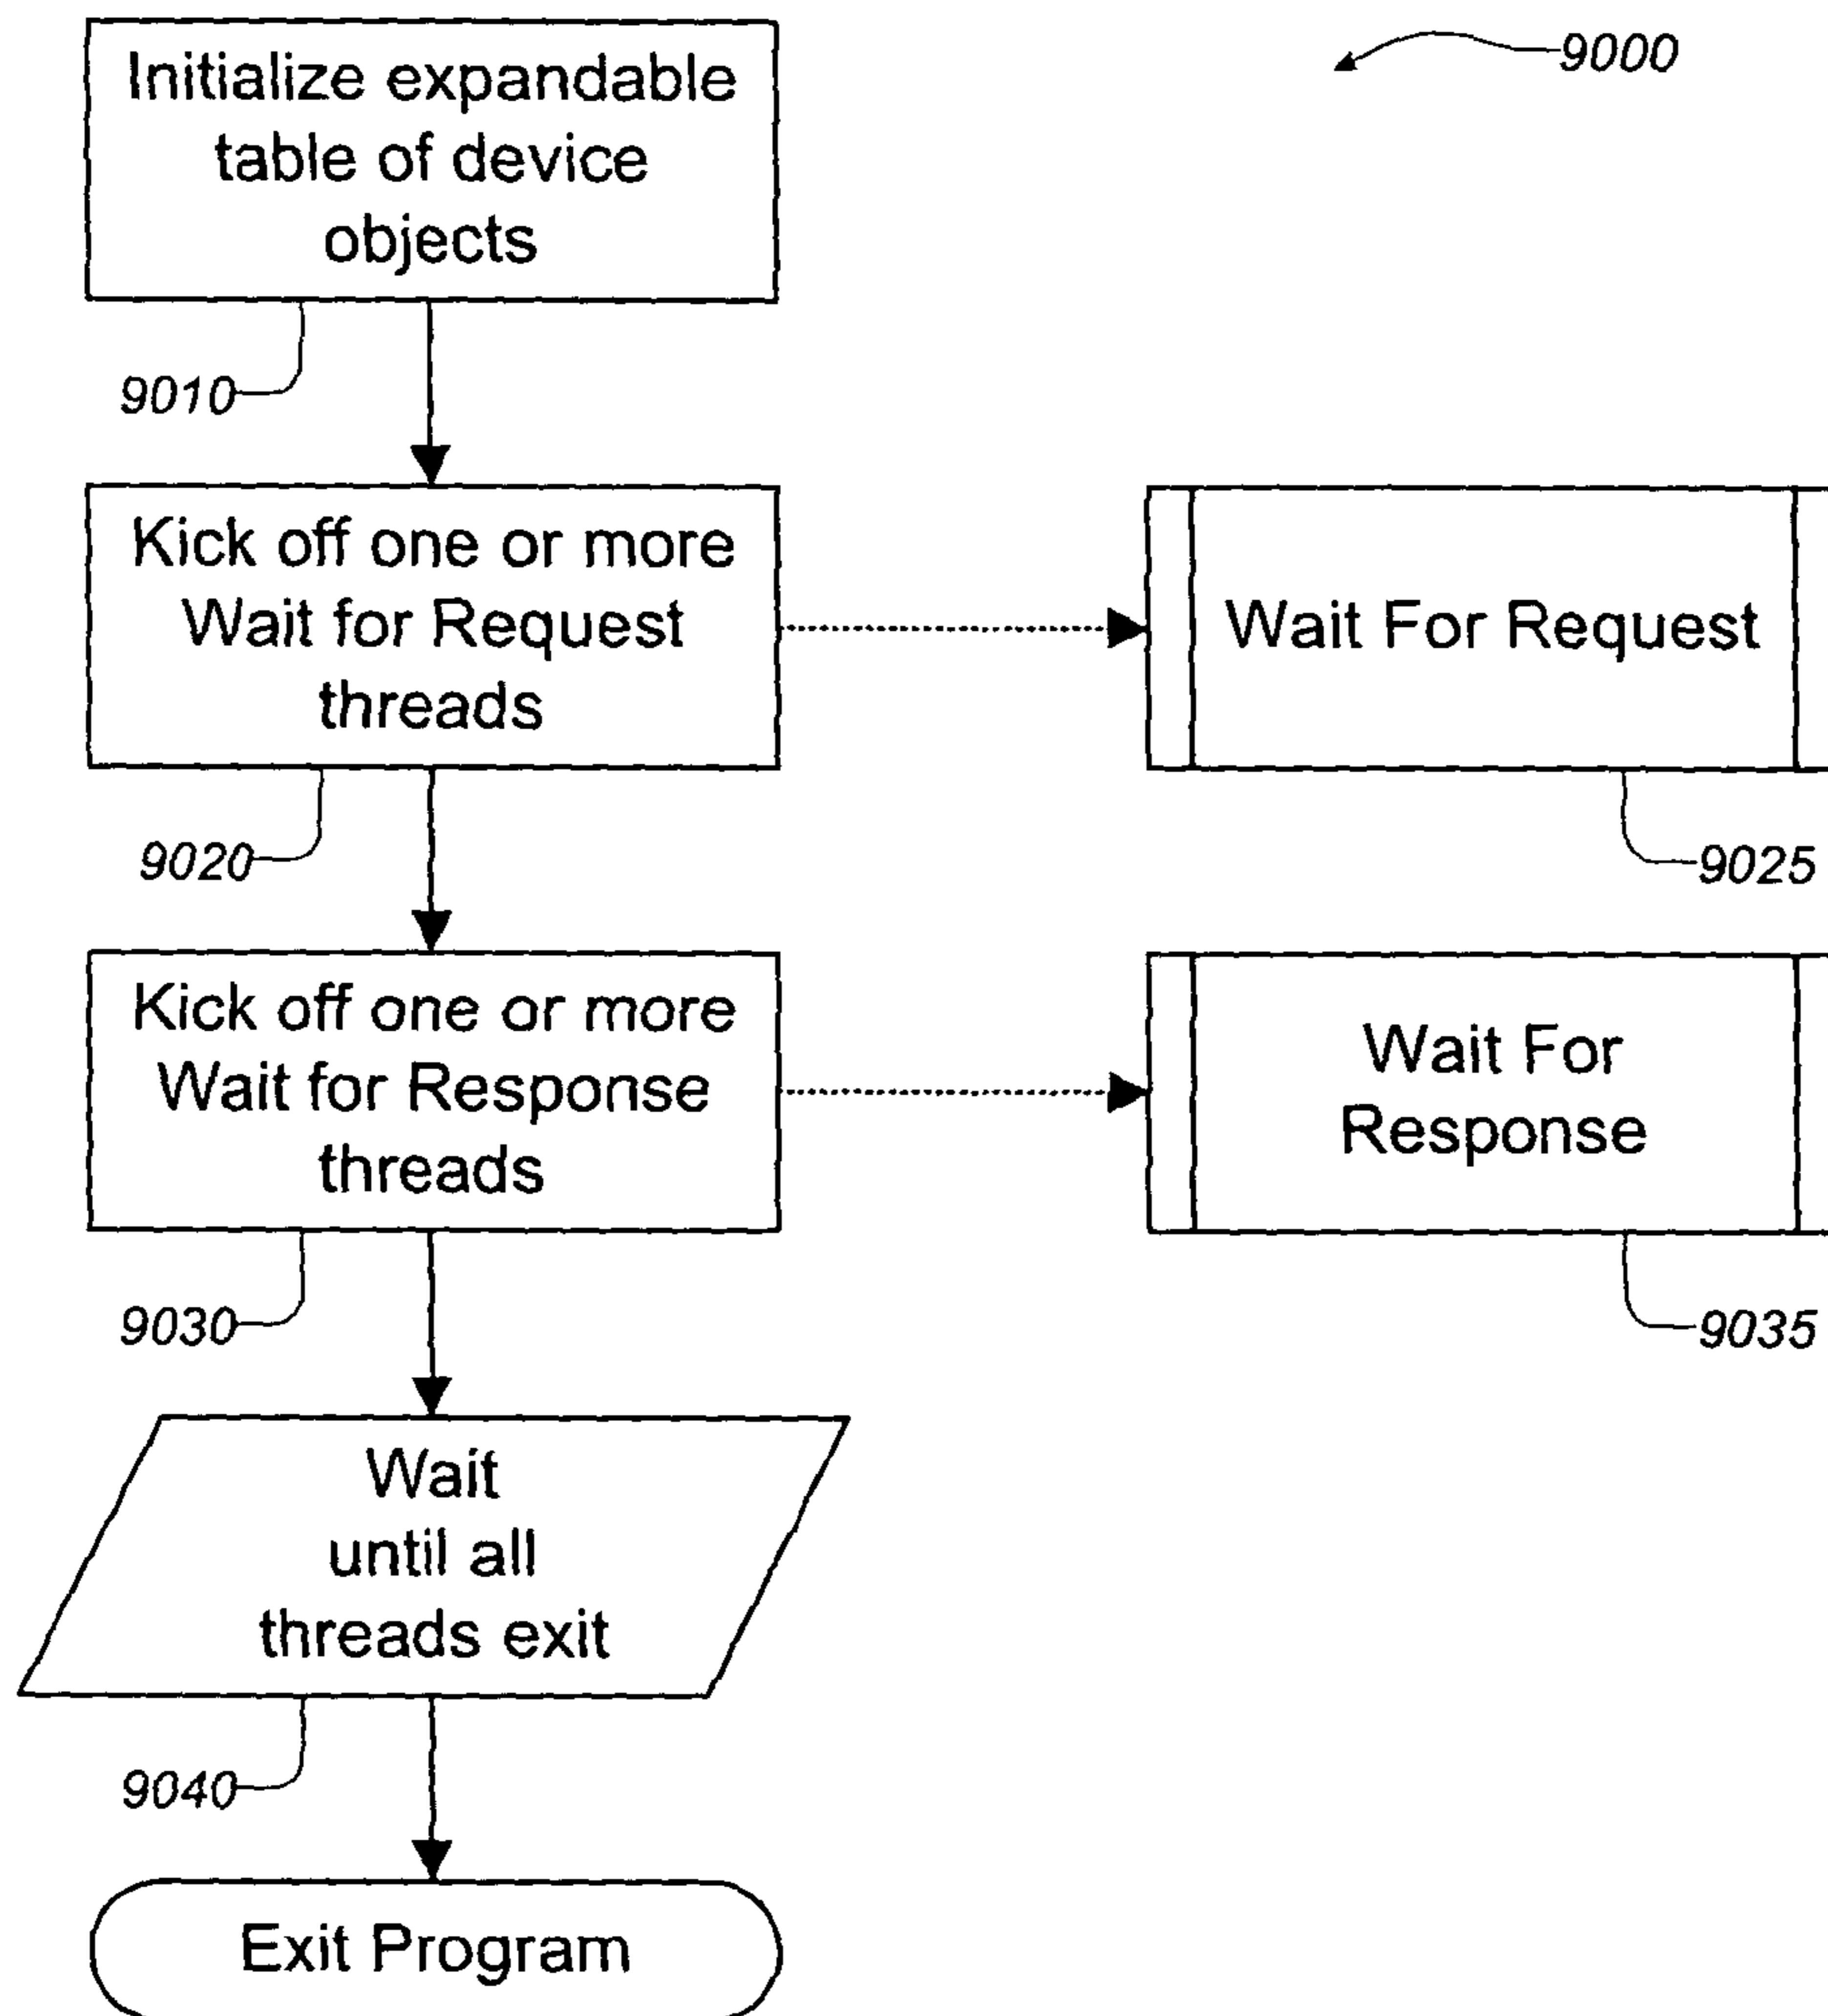 Initialize expandable
table of device
objects
9000
9010
Kick off one or more
Wait for Request
threads
Wait For Request
9020
9025
Kick off one or more
Wait for Response
threads
Wait For
Response
9030
9035
Wait
until all
threads exit
9040
Exit Program